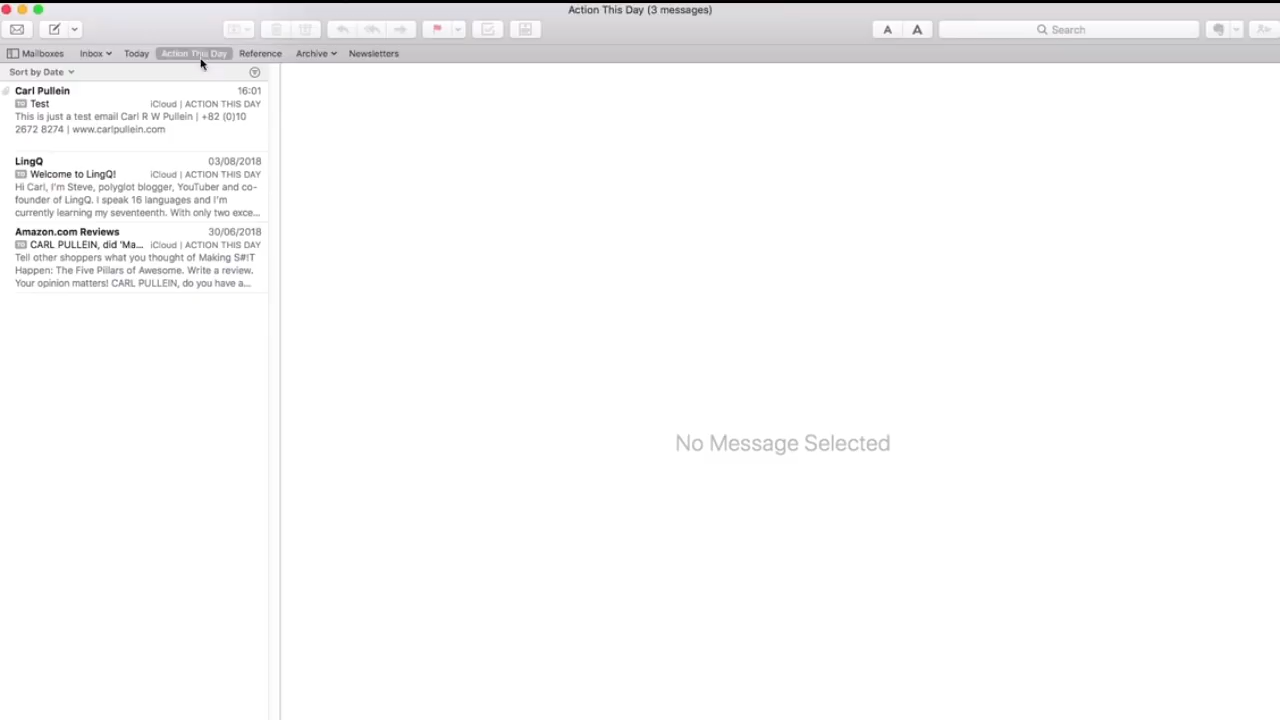 Action This Day (3 messages)
A A Search
Mailboxes Inbox Today Action This Day Reference Archive Newsletters
Sort by Date
Carl Pullein 16:01
TO Test iCloud | ACTION THIS DAY
This is just a test email Carl R W Pullein | +82 (0)10
2672 8274 | www.carlpullein.com
LingQ 03/08/2018
TO Welcome to LingQ! iCloud | ACTION THIS DAY
Hi Carl, I'm Steve, polyglot blogger, YouTuber and co-
founder of LingQ. I speak 16 languages and I'm
currently learning my seventeenth. With only two exce...
Amazon.com Reviews 30/06/2018
TO CARL PULLEIN, did 'Ma... iCloud | ACTION THIS DAY
Tell other shoppers what you thought of Making S#!T
Happen: The Five Pillars of Awesome. Write a review.
Your opinion matters! CARL PULLEIN, do you have a...
No Message Selected